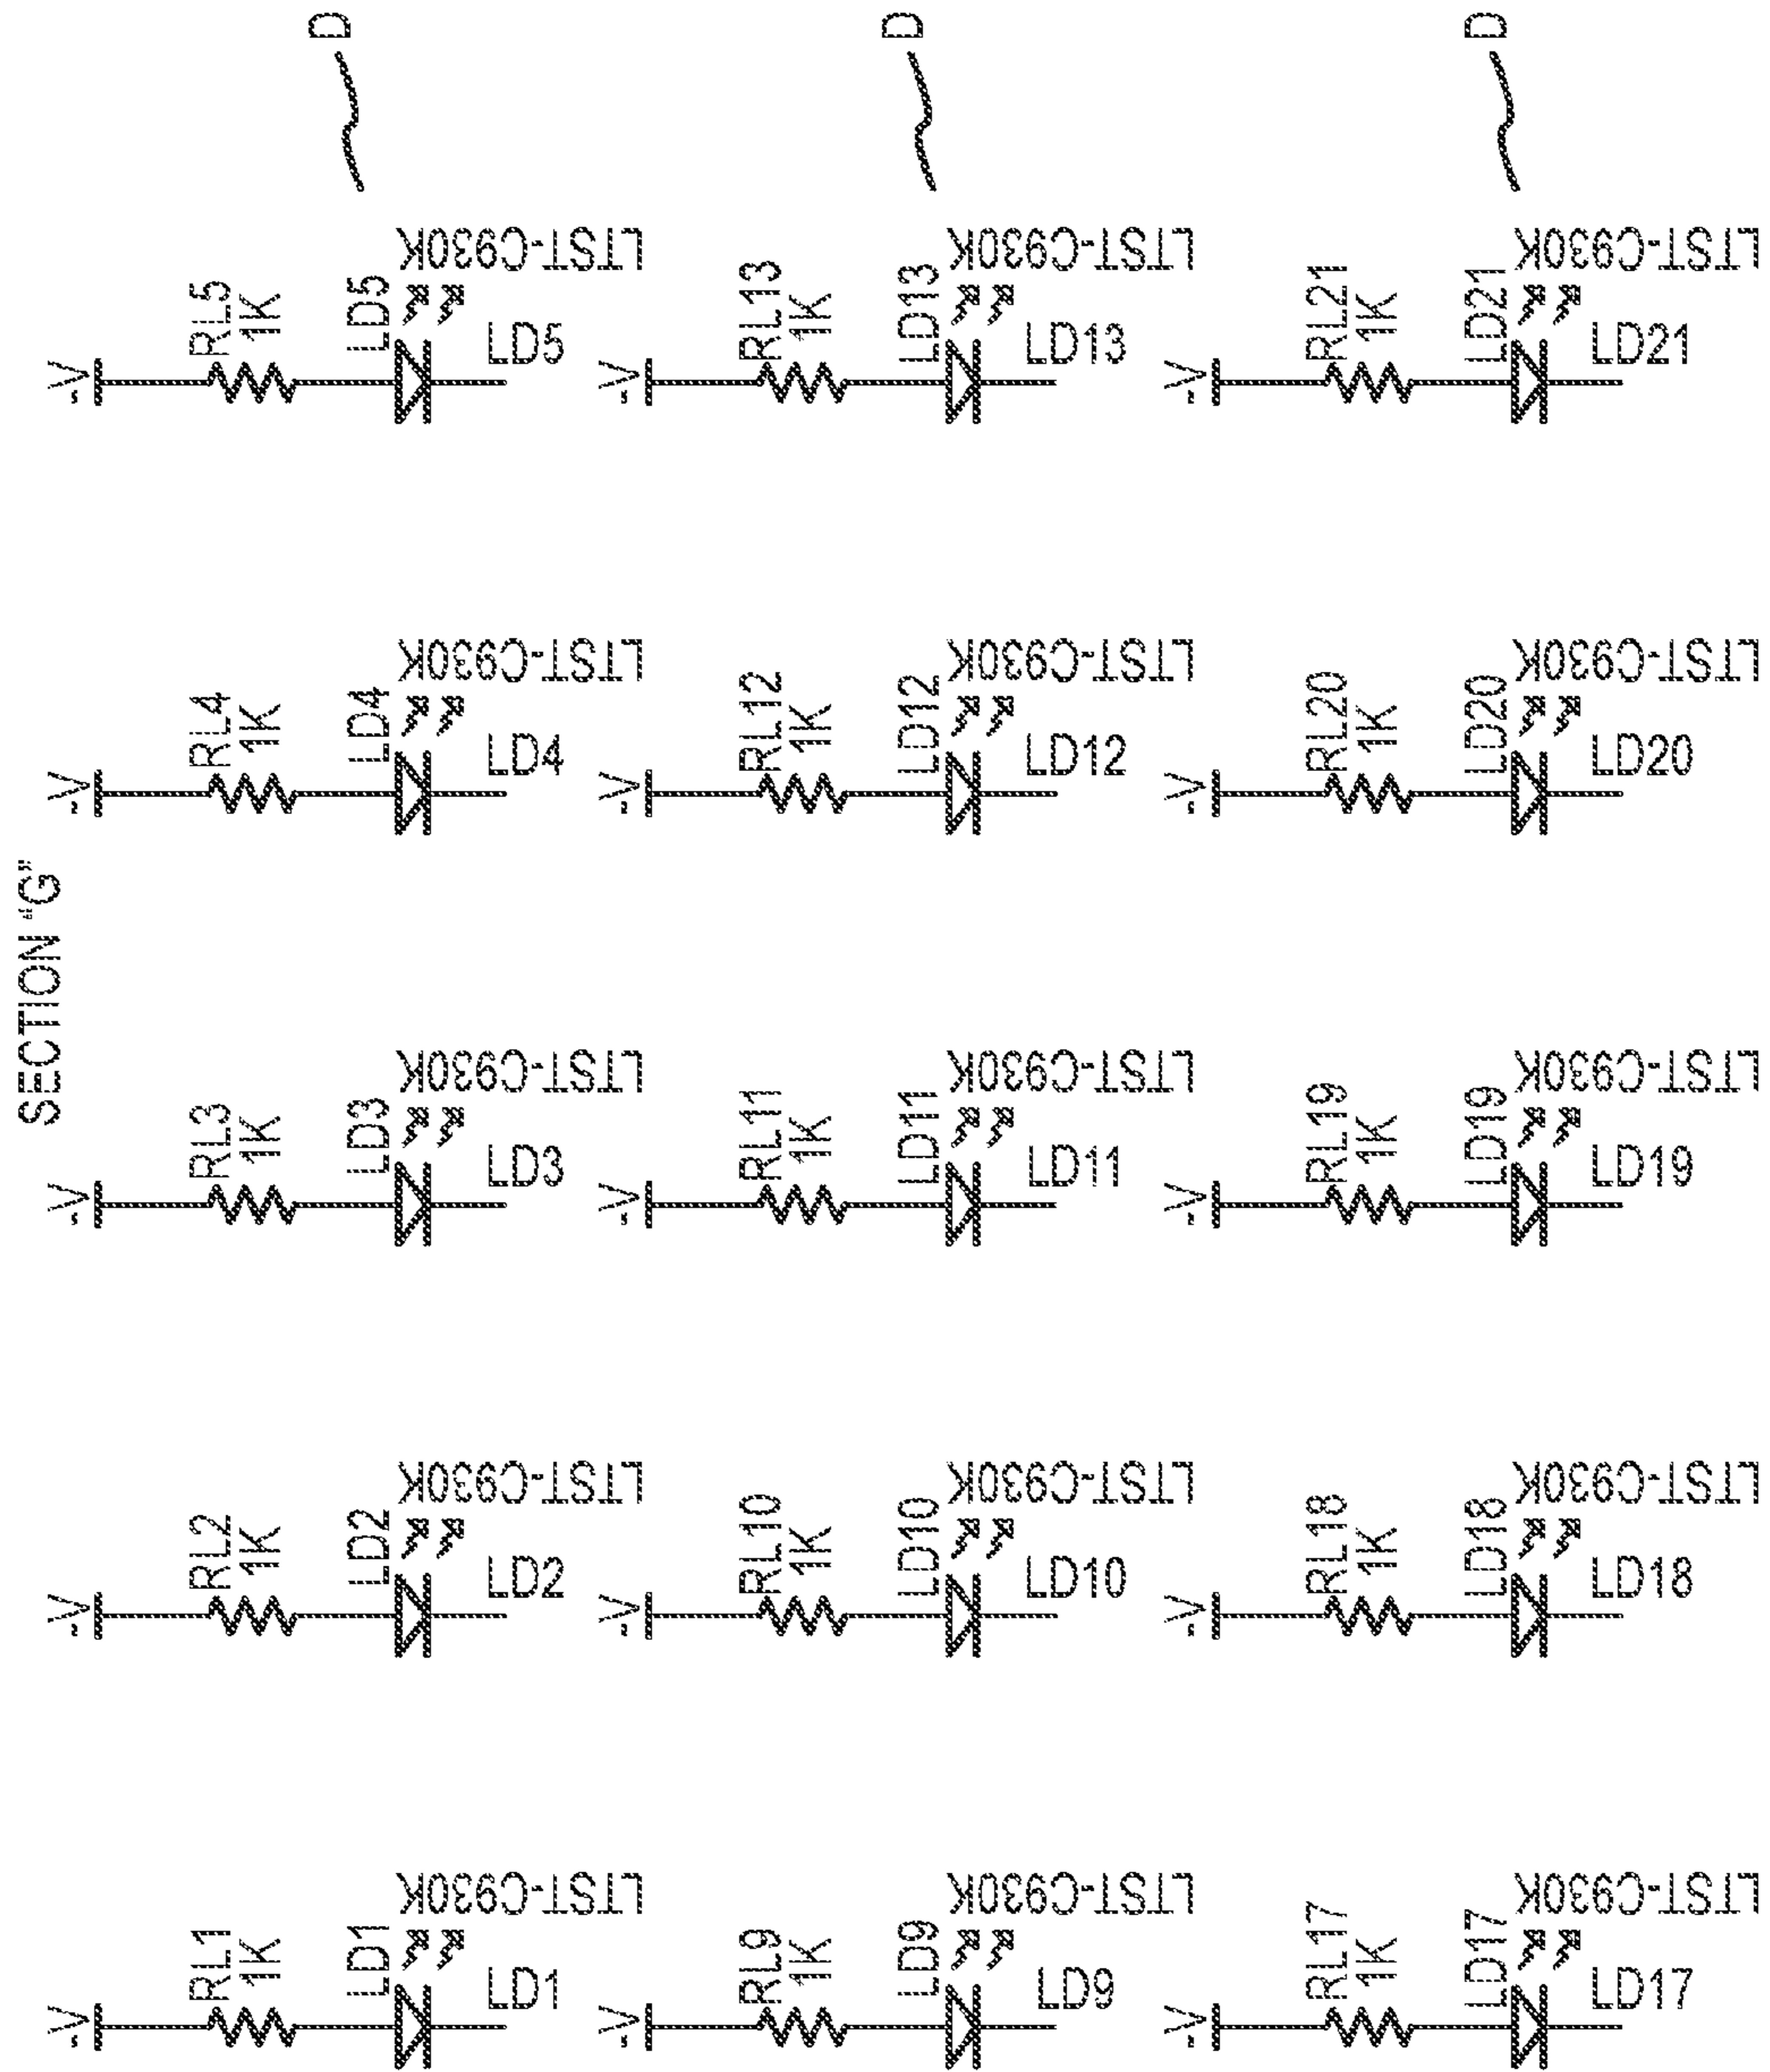 SECTION "G"
-V
RL1
1K
LD1
LTST-C930K
LD1
-V
RL2
1K
LD2
LTST-C930K
LD2
-V
RL3
1K
LD3
LTST-C930K
LD3
-V
RL4
1K
LD4
LTST-C930K
LD4
-V
RL5
1K
LD5
LTST-C930K
LD5
D
-V
RL9
1K
LD9
LTST-C930K
LD9
-V
RL10
1K
LD10
LTST-C930K
LD10
-V
RL11
1K
LD11
LTST-C930K
LD11
-V
RL12
1K
LD12
LTST-C930K
LD12
-V
RL13
1K
LD13
LTST-C930K
LD13
D
-V
RL17
1K
LD17
LTST-C930K
LD17
-V
RL18
1K
LD18
LTST-C930K
LD18
-V
RL19
1K
LD19
LTST-C930K
LD19
-V
RL20
1K
LD20
LTST-C930K
LD20
-V
RL21
1K
LD21
LTST-C930K
LD21
D